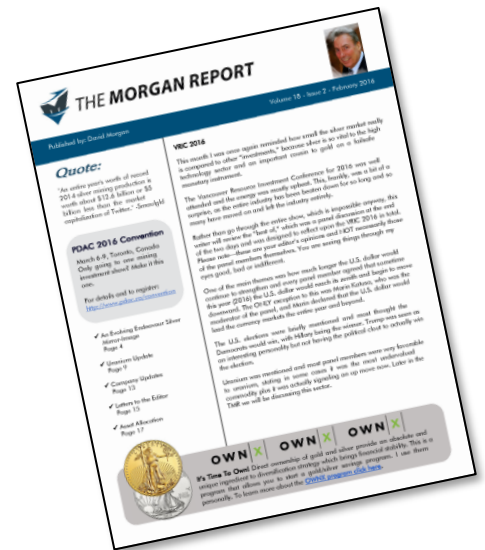 THE MORGAN REPORT
Published by: David Morgan
Volume 18 - Issue 2 - February 2016
Quote:
"An entire year's worth of record
2014 silver mining production is
worth about $12.6 billion or $5
billion less than the market
capitalization of Twitter."
PDAC 2016 Convention
March 6-9, Toronto, Canada
Only going to one mining
investment show? Make it this
one.
For details and to register:
http://www.pdac.ca/convention
✓ An Evolving Endeavour Silver
Mirror-Image
Page 4
✓ Uranium Update
Page 9
✓ Company Updates
Page 13
✓ Letters to the Editor
Page 15
✓ Asset Allocation
Page 17
VRIC 2016
This month I was once again reminded how small the silver market really
is compared to other "investments," because silver is so vital to the high
technology sector and an important cousin to gold on a failsafe
monetary instrument.
The Vancouver Resource Investment Conference for 2016 was well
attended and the energy was mostly upbeat. This, frankly, was a bit of a
surprise, as the entire industry has been beaten down for so long and so
many have moved on and left the industry entirely.
Rather than go through the entire show, which is impossible anyway, this
writer will review the "best of," which was a panel discussion at the end
of the two days and was designed to reflect upon the VRIC 2016 in total.
Please note—these are your editor's opinions and NOT necessarily those
of the panel members themselves. You are seeing things through my
eyes good, bad or indifferent.
One of the main themes was how much longer the U.S. dollar would
continue to strengthen and every panel member agreed that sometime
this year (2016) the U.S. dollar would reach its zenith and begin to move
downward. The ONLY exception to this was Marin Katusa, who was the
moderator of the panel, and Marin declared that the U.S. dollar would
lead the currency markets the entire year and beyond.
The U.S. elections were briefly mentioned and most thought the
Democrats would win, with Hillary being the winner. Trump was seen as
an interesting personality but not having the political clout to actually win
the election.
Uranium was mentioned and most panel members were very favorable
to uranium, stating in some cases it was the most undervalued
commodity plus it was actually signaling an up move now. Later in the
TMR we will be discussing this sector.
OWN X OWN X OWN X
It's Time To Own! Direct ownership of gold and silver provide an absolute and
unique ingredient to diversification strategy which brings financial stability. This is a
program that allows you to start a gold/silver savings program. I use them
personally. To learn more about the OWNX program click here.